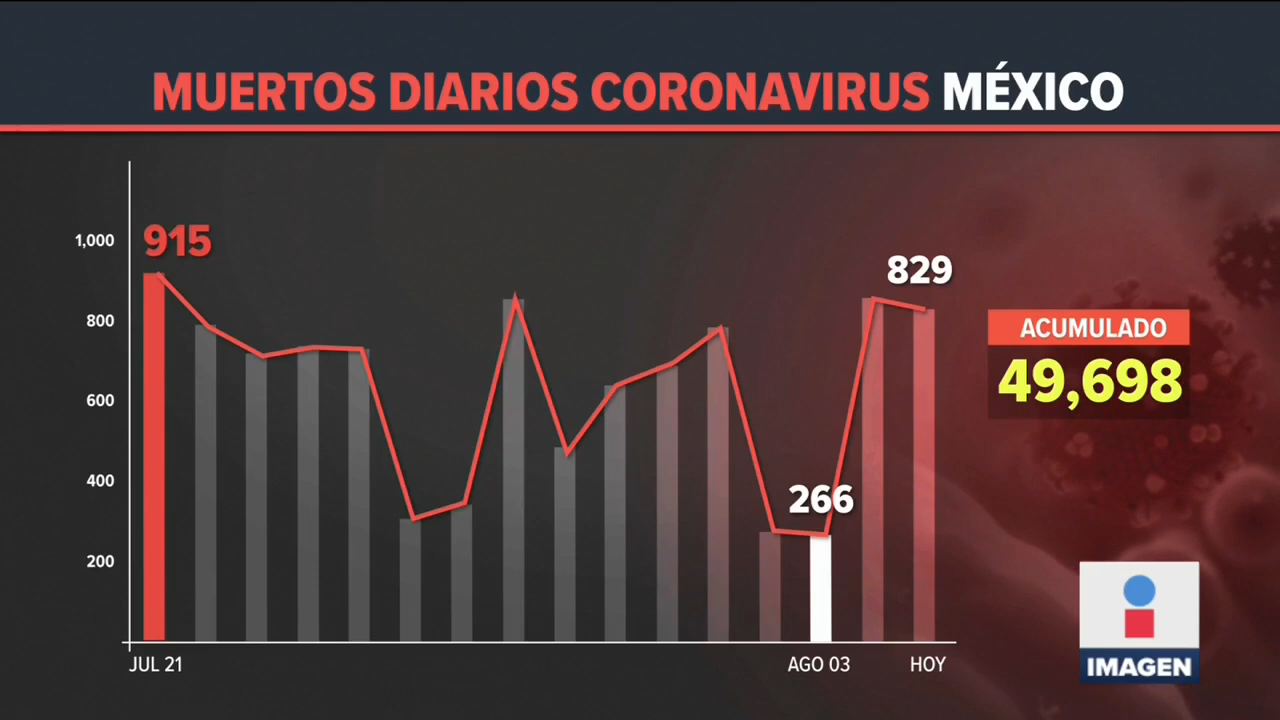 MUERTOS DIARIOS CORONAVIRUS MÉXICO
1,000
800
600
400
200
915
266
829
JUL 21
AGO 03
HOY
ACUMULADO
49,698
IMAGEN